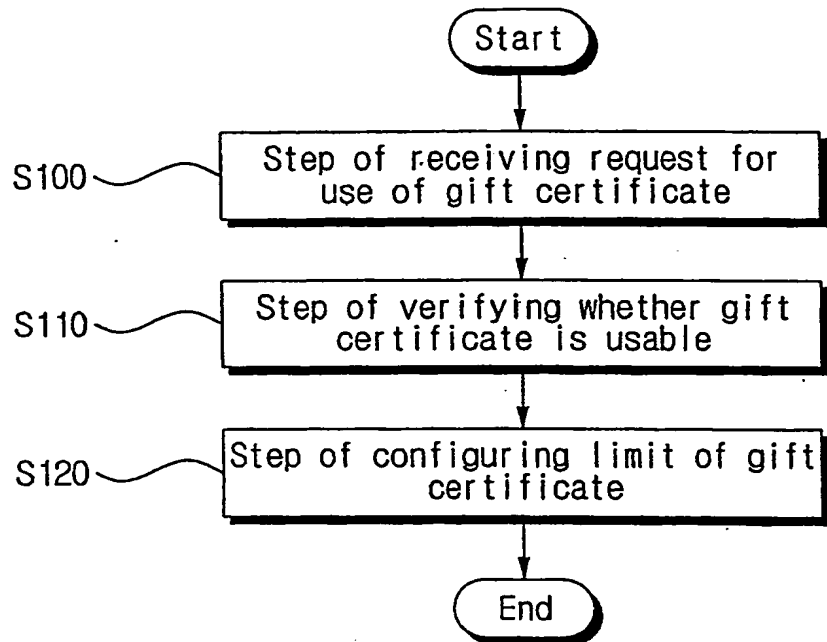 Start
S100
Step of receiving request for
use of gift certificate
S110
Step of verifying whether gift
certificate is usable
S120
Step of configuring limit of gift
certificate
End